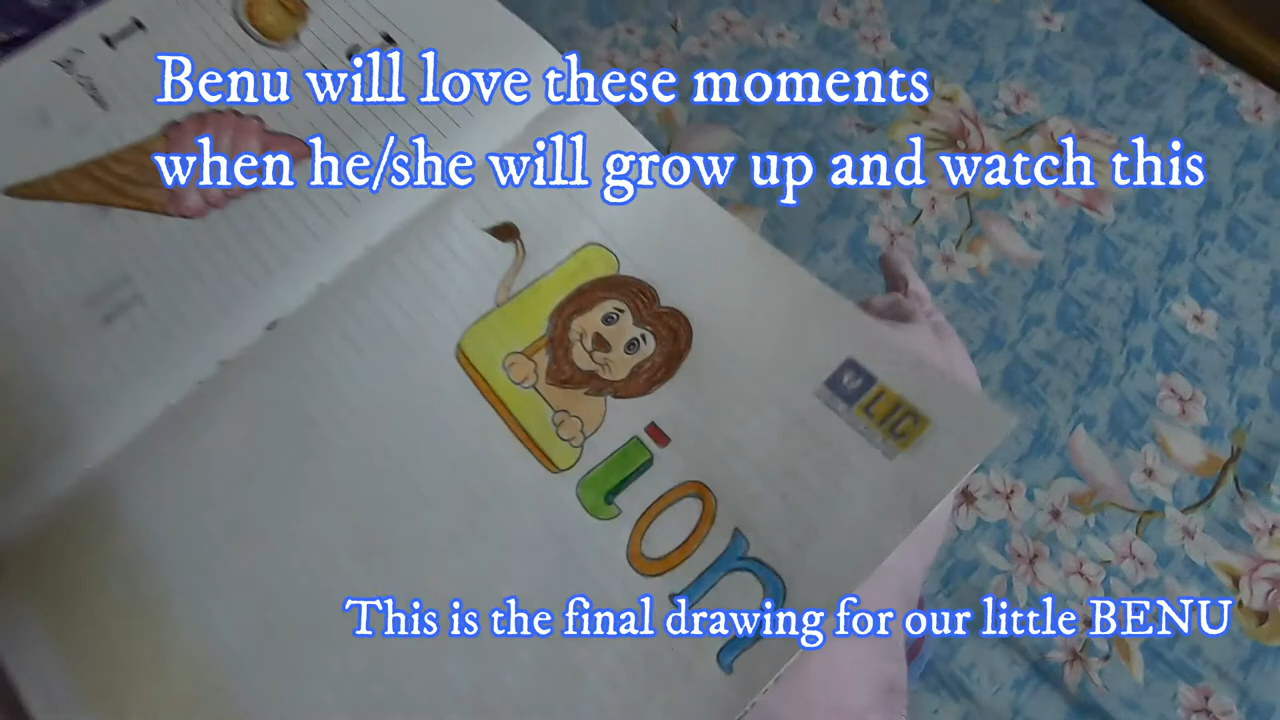 Benu will love these moments
when he/she will grow up and watch this
LIC
ion
This is the final drawing for our little BENU